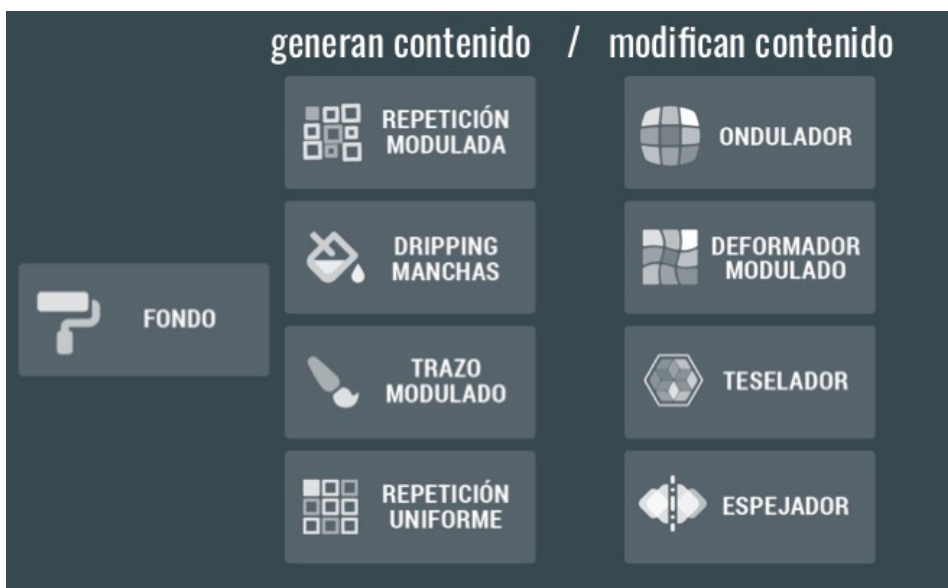 generan contenido / modifican contenido
FONDO
REPETICIÓN
MODULADA
DRIPPING
MANCHAS
TRAZO
MODULADO
REPETICIÓN
UNIFORME
ONDULADOR
DEFORMADOR
MODULADO
TESELADOR
ESPEJADOR